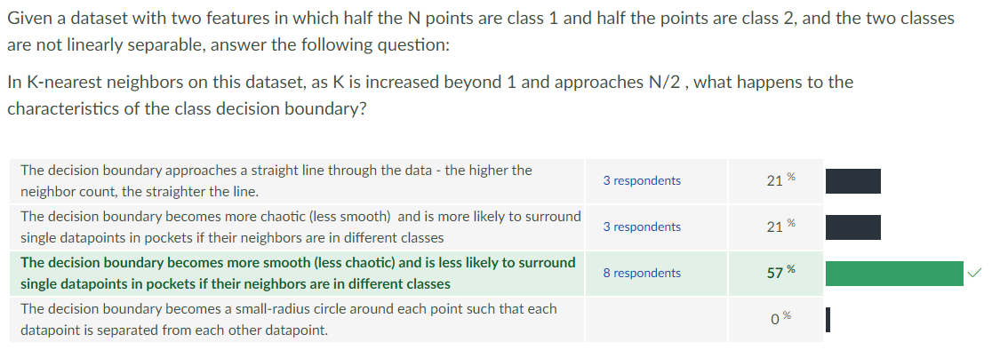 Given a dataset with two features in which half the N points are class 1 and half the points are class 2, and the two classes
are not linearly separable, answer the following question:
In K-nearest neighbors on this dataset, as K is increased beyond 1 and approaches N/2 , what happens to the
characteristics of the class decision boundary?
The decision boundary approaches a straight line through the data - the higher the
neighbor count, the straighter the line.
3 respondents
21 %
The decision boundary becomes more chaotic (less smooth) and is more likely to surround
single datapoints in pockets if their neighbors are in different classes
3 respondents
21 %
The decision boundary becomes more smooth (less chaotic) and is less likely to surround
single datapoints in pockets if their neighbors are in different classes
8 respondents
57 %
The decision boundary becomes a small-radius circle around each point such that each
datapoint is separated from each other datapoint.
0 %